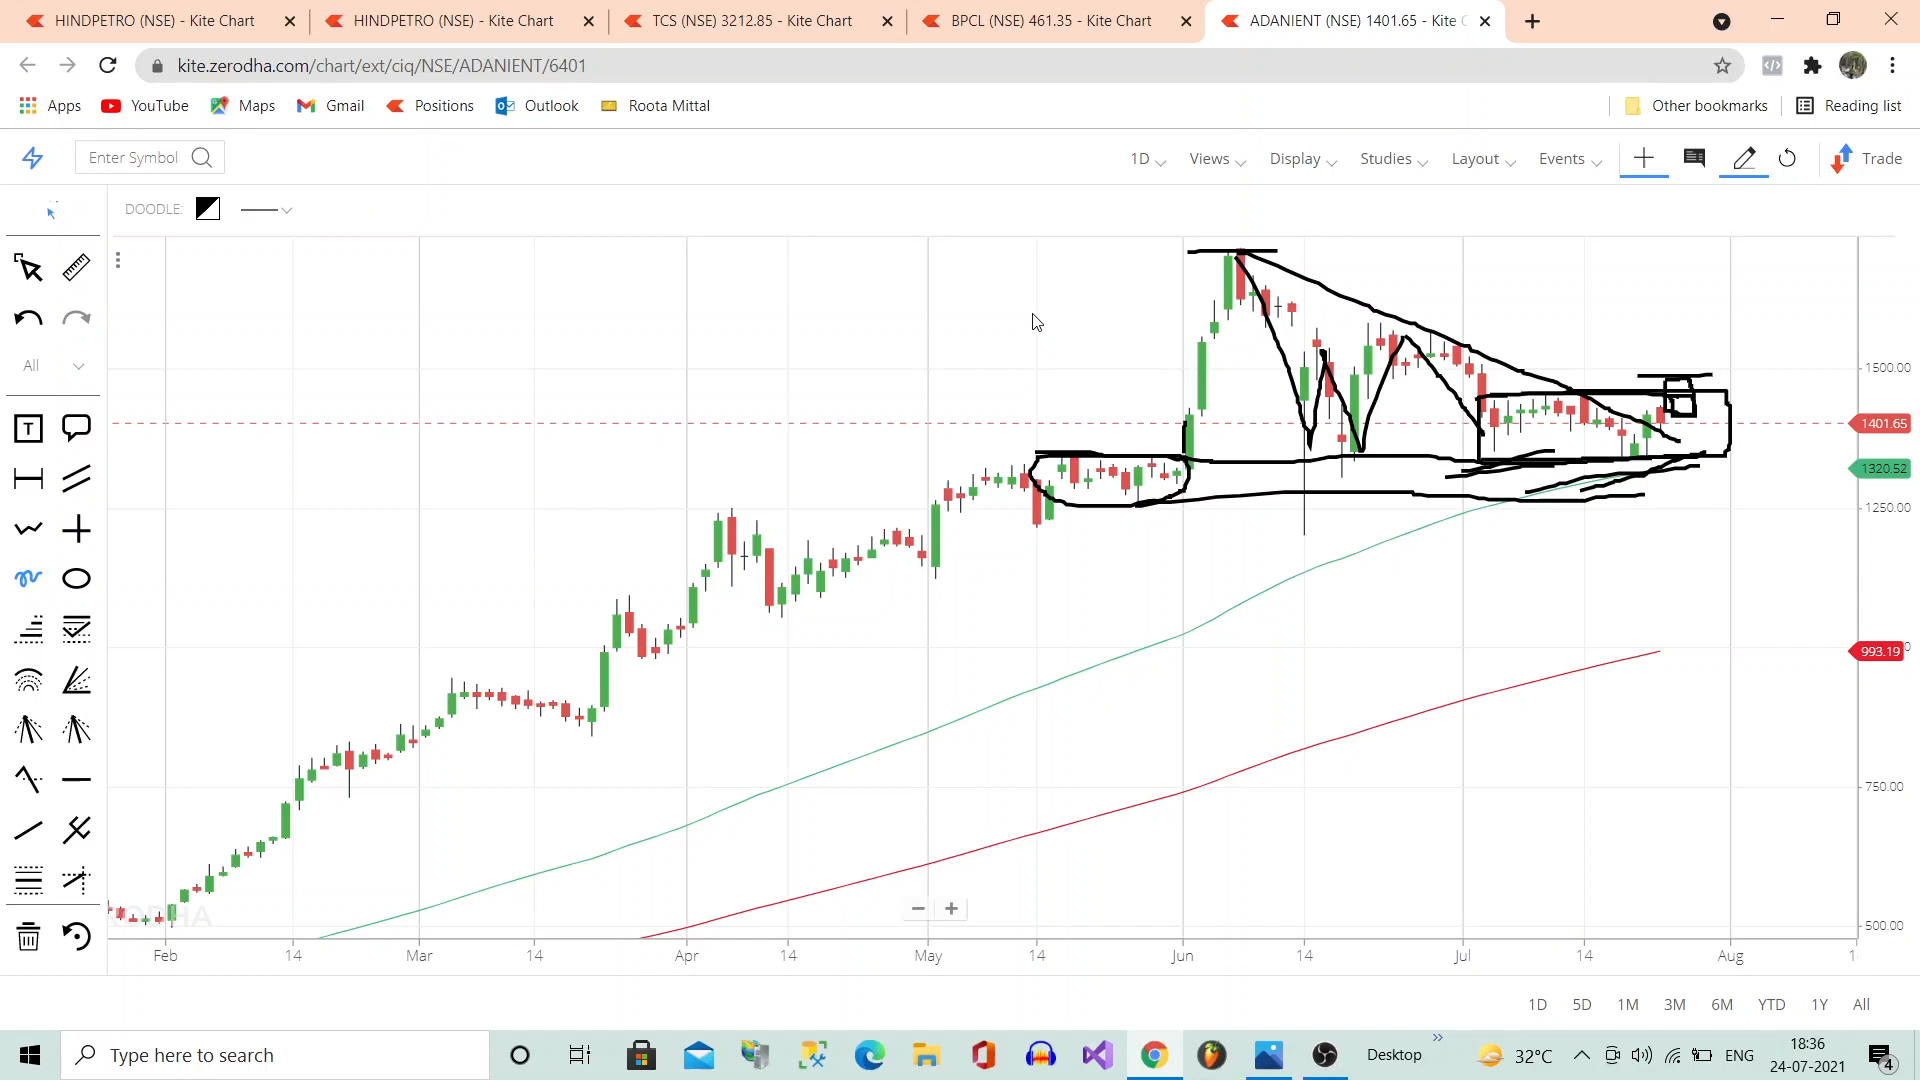 HINDPETRO (NSE) - Kite Chart
HINDPETRO (NSE) - Kite Chart
TCS (NSE) 3212.85 - Kite Chart
BPCL (NSE) 461.35 - Kite Chart
ADANIENT (NSE) 1401.65 - Kite C
kite.zerodha.com/chart/ext/ciq/NSE/ADANIENT/6401
Apps
YouTube
Maps
Gmail
Positions
Outlook
Roota Mittal
Other bookmarks
Reading list
Enter Symbol
1D
Views
Display
Studies
Layout
Events
Trade
DOODLE:
All
T
1500.00
1401.65
1320.52
1250.00
993.19
750.00
500.00
Feb
14
Mar
14
Apr
14
May
14
Jun
14
Jul
14
Aug
1D
5D
1M
3M
6M
YTD
1Y
All
Type here to search
Desktop
32°C
ENG
18:36
24-07-2021
4